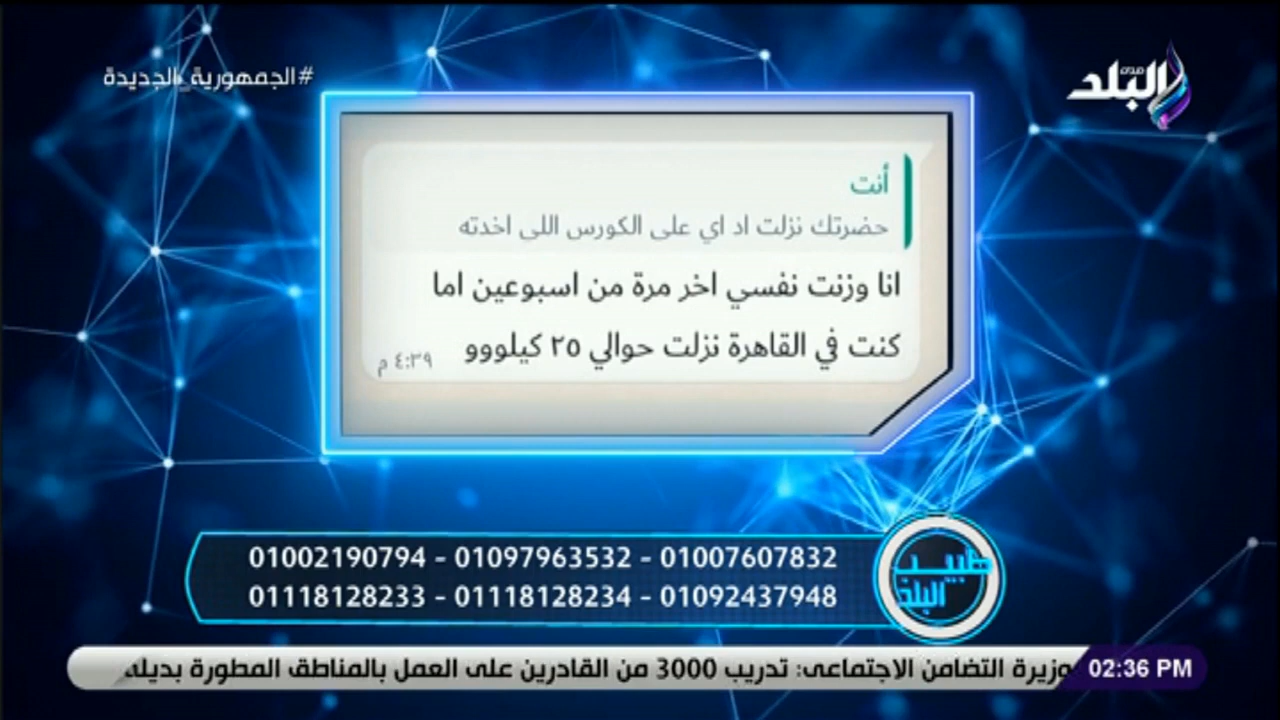 #الجمهورية_الجديدة
صدى البلد
أنت
حضرتك نزلت اد اي على الكورس اللى اخدته
انا وزنت نفسي اخر مرة من اسبوعين اما
كنت في القاهرة نزلت حوالي ٢٥ كيلووو
٤:٣٩ م
01002190794 - 01097963532 - 01007607832
01118128233 - 01118128234 - 01092437948
طبيب
البلد
وزيرة التضامن الاجتماعى: تدريب 3000 من القادرين على العمل بالمناطق المطورة بديلة
02:36 PM